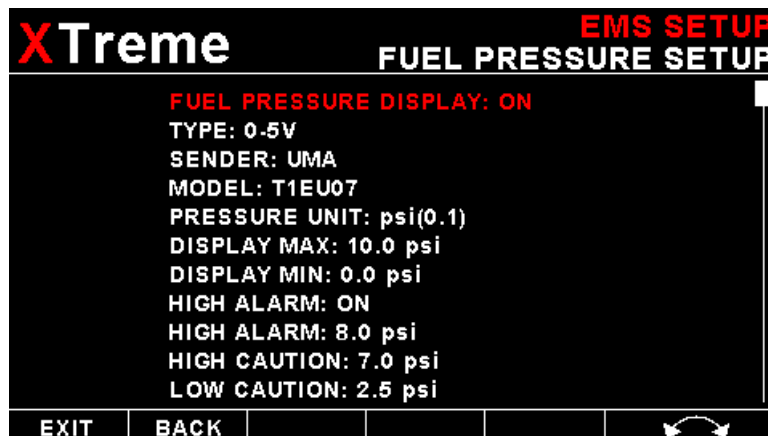 XTreme
EMS SETUP
FUEL PRESSURE SETUP
FUEL PRESSURE DISPLAY: ON
TYPE: 0-5V
SENDER: UMA
MODEL: T1EU07
PRESSURE UNIT: psi(0.1)
DISPLAY MAX: 10.0 psi
DISPLAY MIN: 0.0 psi
HIGH ALARM: ON
HIGH ALARM: 8.0 psi
HIGH CAUTION: 7.0 psi
LOW CAUTION: 2.5 psi
EXIT BACK